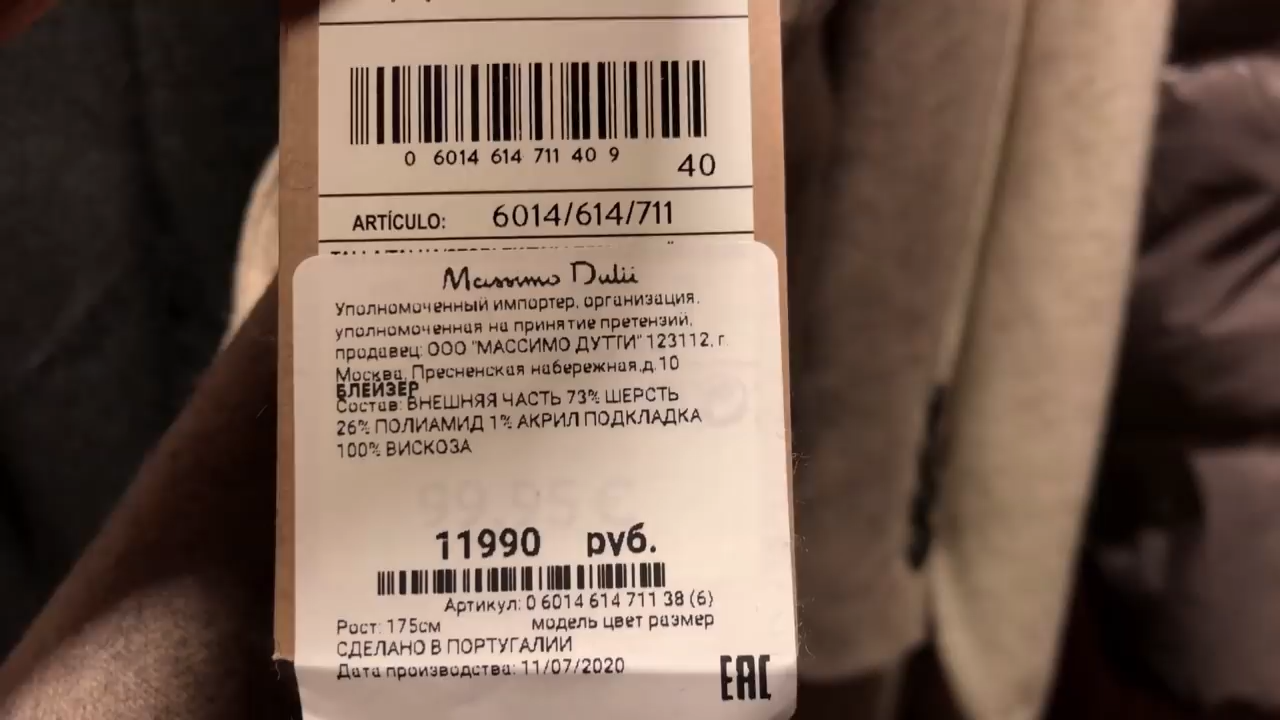 0 6014 614 711 40 9
40
ARTÍCULO: 6014/614/711
Massimo Dutti
Уполномоченный импортер, организация,
уполномоченная на принятие претензий,
продавец: ООО "МАССИМО ДУТТИ" 123112, г.
Москва, Пресненская набережная,д.10
БЛЕЙЗЕР
Состав: ВНЕШНЯЯ ЧАСТЬ 73% ШЕРСТЬ
26% ПОЛИАМИД 1% АКРИЛ ПОДКЛАДКА
100% ВИСКОЗА
99.95 €
11990 руб.
Артикул: 0 6014 614 711 38 (6)
Рост: 175см модель цвет размер
СДЕЛАНО В ПОРТУГАЛИИ
Дата производства: 11/07/2020
EAC